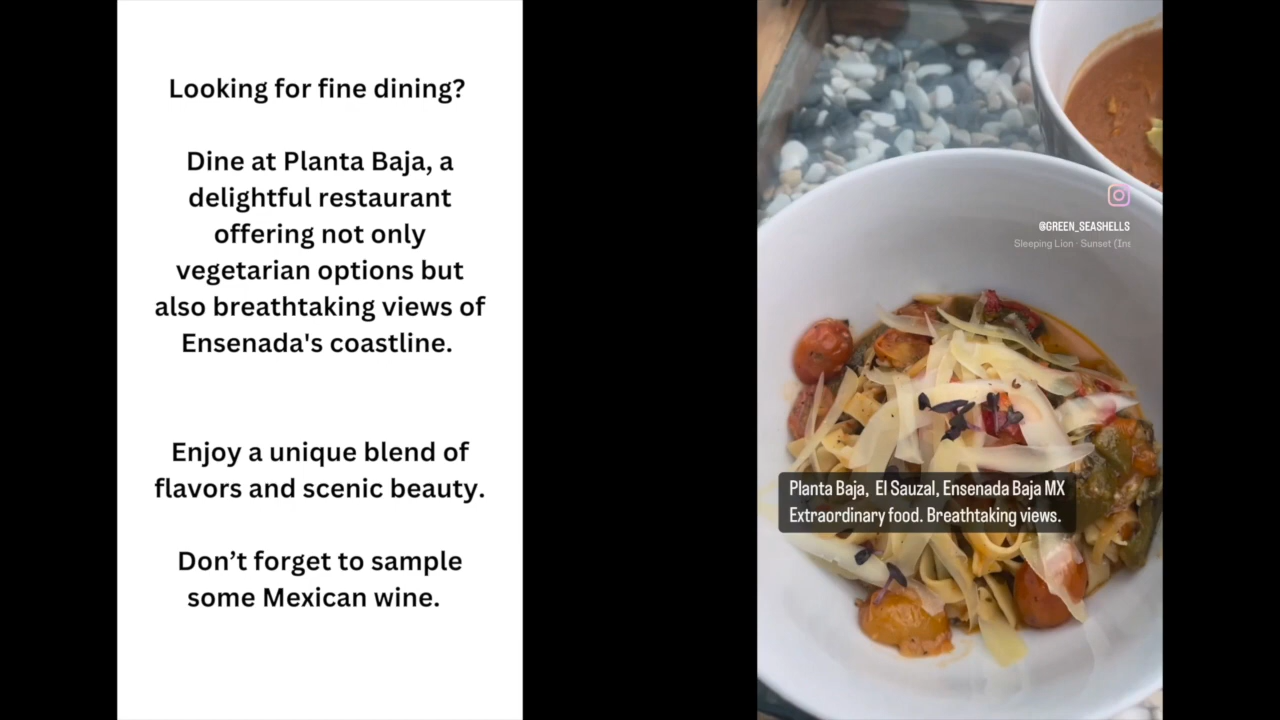 Looking for fine dining?
Dine at Planta Baja, a
delightful restaurant
offering not only
vegetarian options but
also breathtaking views of
Ensenada's coastline.
Enjoy a unique blend of
flavors and scenic beauty.
Don’t forget to sample
some Mexican wine.
@GREEN_SEASHELLS
Sleeping Lion · Sunset (Ins
Planta Baja, El Sauzal, Ensenada Baja MX
Extraordinary food. Breathtaking views.